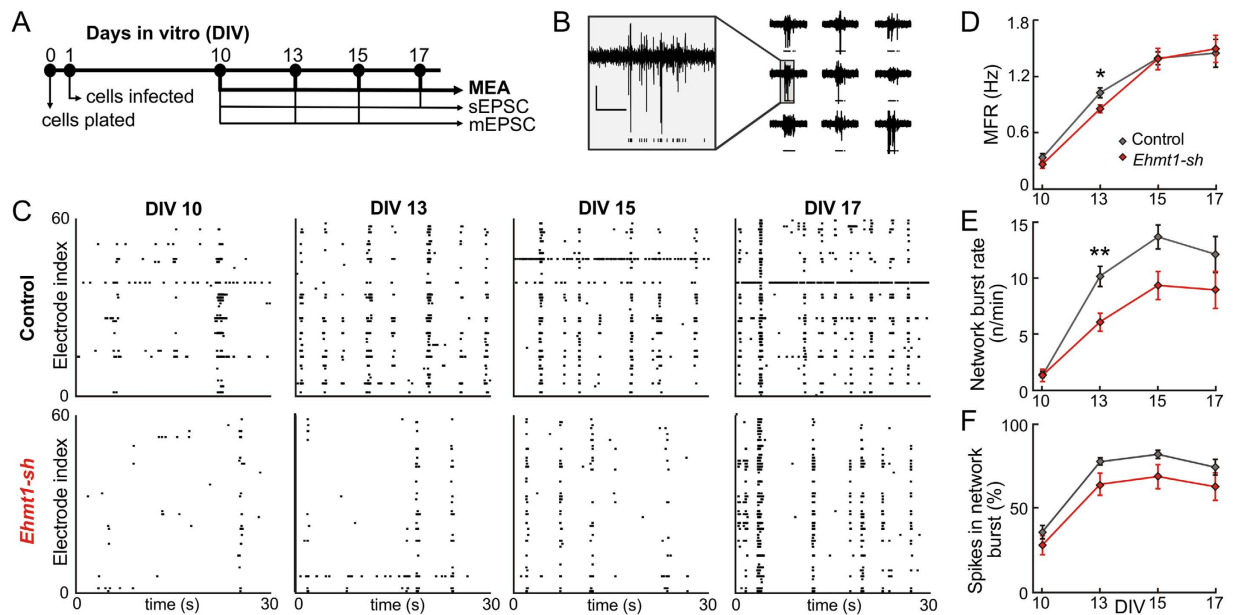 A
Days in vitro (DIV)
0 1 10 13 15 17
cells infected
cells plated
MEA
sEPSC
mEPSC
B
C
DIV 10 DIV 13 DIV 15 DIV 17
Control
Electrode index
60
0
Ehmt1-sh
Electrode index
60
0
0 time (s) 30
time (s) 30
time (s) 30
time (s) 30
D
MFR (Hz)
1.8
1.2
0.6
0
*
Control
Ehmt1-sh
10 13 15 17
E
Network burst rate
(n/min)
15
10
5
0
**
10 13 15 17
F
Spikes in network
burst (%)
100
50
0
10 13 15 17
DIV